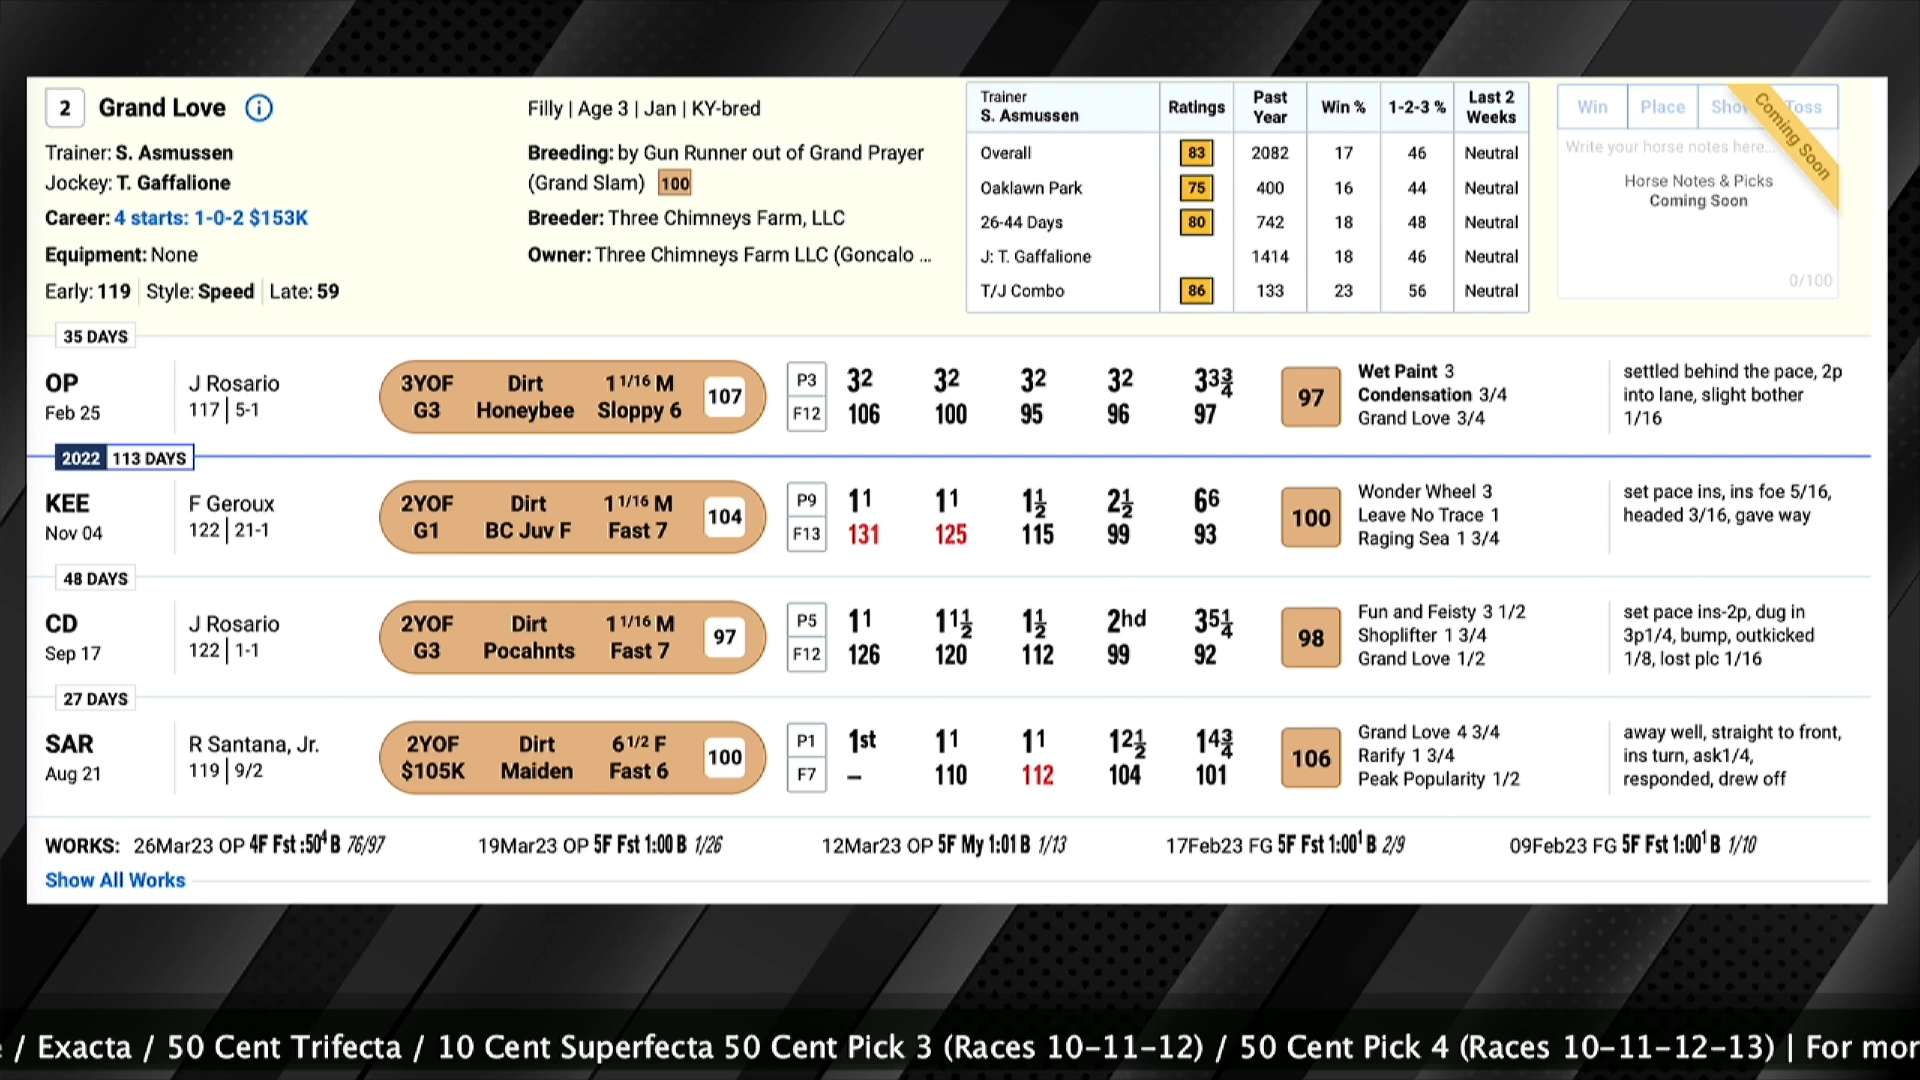 2 Grand Love i
Trainer: S. Asmussen
Jockey: T. Gaffalione
Career: 4 starts: 1-0-2 $153K
Equipment: None
Early: 119 Style: Speed Late: 59
Filly | Age 3 | Jan | KY-bred
Breeding: by Gun Runner out of Grand Prayer
(Grand Slam) 100
Breeder: Three Chimneys Farm, LLC
Owner: Three Chimneys Farm LLC (Goncalo ...
Trainer S. Asmussen Ratings Past Year Win % 1-2-3 % Last 2 Weeks
Overall 83 2082 17 46 Neutral
Oaklawn Park 75 400 16 44 Neutral
26-44 Days 80 742 18 48 Neutral
J: T. Gaffalione 1414 18 46 Neutral
T/J Combo 86 133 23 56 Neutral
Win Place Show Toss
Coming Soon
Write your horse notes here...
Horse Notes & Picks
Coming Soon
0/100
35 DAYS
OP J Rosario 3YOF Dirt 1 1/16 M 107 P3 3² 3² 3² 3² 3³¾ 97 Wet Paint 3 settled behind the pace, 2p
Feb 25 117 | 5-1 G3 Honeybee Sloppy 6 F12 106 100 95 96 97 Condensation 3/4 into lane, slight bother
Grand Love 3/4 1/16
2022 113 DAYS
KEE F Geroux 2YOF Dirt 1 1/16 M 104 P9 1¹ 1¹ 1½ 2½ 6⁶ 100 Wonder Wheel 3 set pace ins, ins foe 5/16,
Nov 04 122 | 21-1 G1 BC Juv F Fast 7 F13 131 125 115 99 93 Leave No Trace 1 headed 3/16, gave way
Raging Sea 1 3/4
48 DAYS
CD J Rosario 2YOF Dirt 1 1/16 M 97 P5 1¹ 1¹½ 1½ 2hd 3⁵¼ 98 Fun and Feisty 3 1/2 set pace ins-2p, dug in
Sep 17 122 | 1-1 G3 Pocahnts Fast 7 F12 126 120 112 99 92 Shoplifter 1 3/4 3p1/4, bump, outkicked
Grand Love 1/2 1/8, lost plc 1/16
27 DAYS
SAR R Santana, Jr. 2YOF Dirt 6 1/2 F 100 P1 1st 1¹ 1¹ 1²½ 1⁴¾ 106 Grand Love 4 3/4 away well, straight to front,
Aug 21 119 | 9/2 $105K Maiden Fast 6 F7 – 110 112 104 101 Rarify 1 3/4 ins turn, ask1/4,
Peak Popularity 1/2 responded, drew off
WORKS: 26Mar23 OP 4F Fst :50⁴ B 76/97 19Mar23 OP 5F Fst 1:00 B 1/26 12Mar23 OP 5F My 1:01 B 1/13 17Feb23 FG 5F Fst 1:00¹ B 2/9 09Feb23 FG 5F Fst 1:00¹ B 1/10
Show All Works
/ Exacta / 50 Cent Trifecta / 10 Cent Superfecta 50 Cent Pick 3 (Races 10-11-12) / 50 Cent Pick 4 (Races 10-11-12-13) | For mor